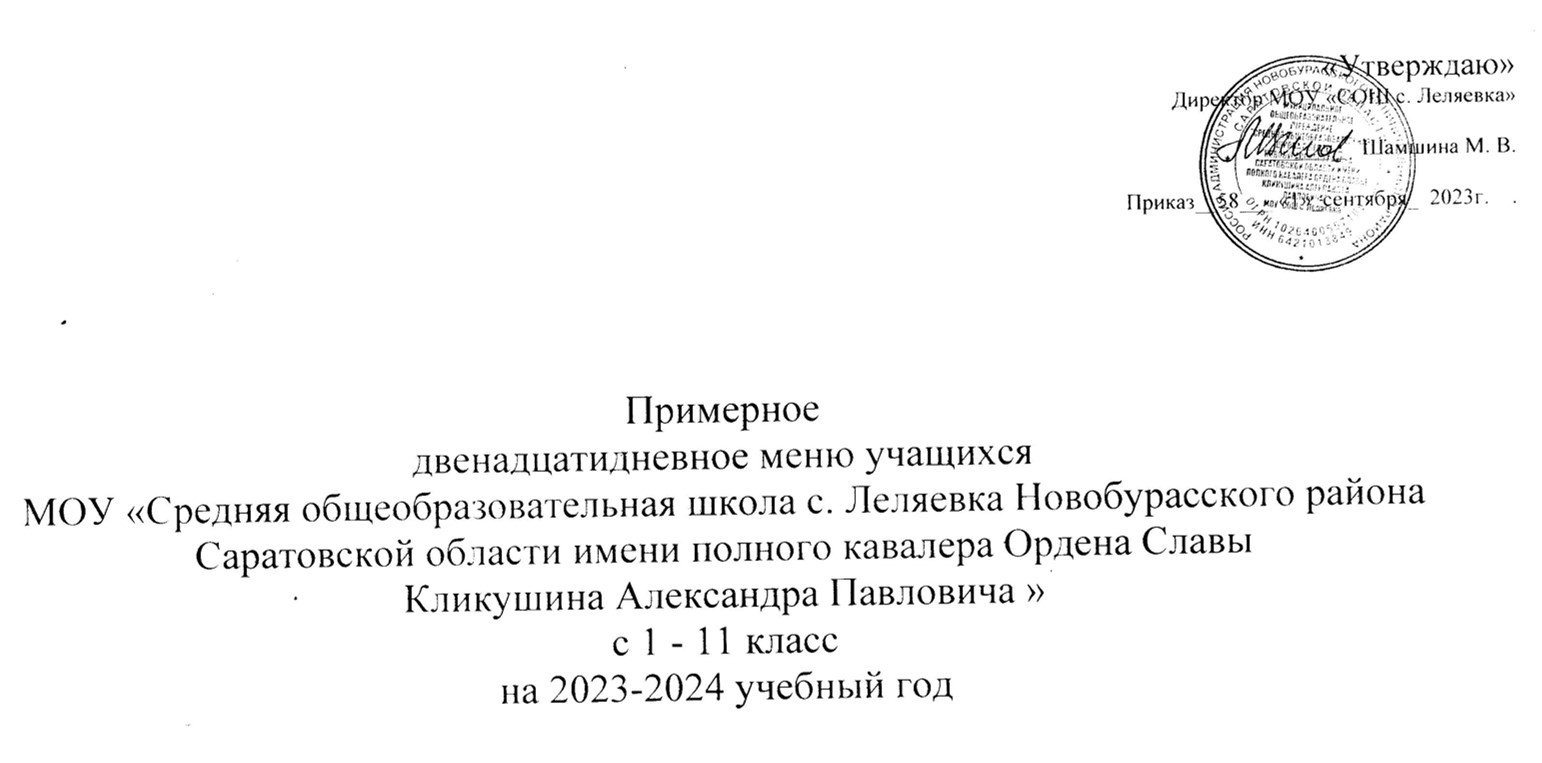 «Утверждаю»
Директор МОУ «СОШ с. Леляевка»
Шамшина М. В.
Приказ 58 «1» сентября 2023г.
Примерное
двенадцатидневное меню учащихся
МОУ «Средняя общеобразовательная школа с. Леляевка Новобурасского района
Саратовской области имени полного кавалера Ордена Славы
Кликушина Александра Павловича »
с 1 - 11 класс
на 2023-2024 учебный год